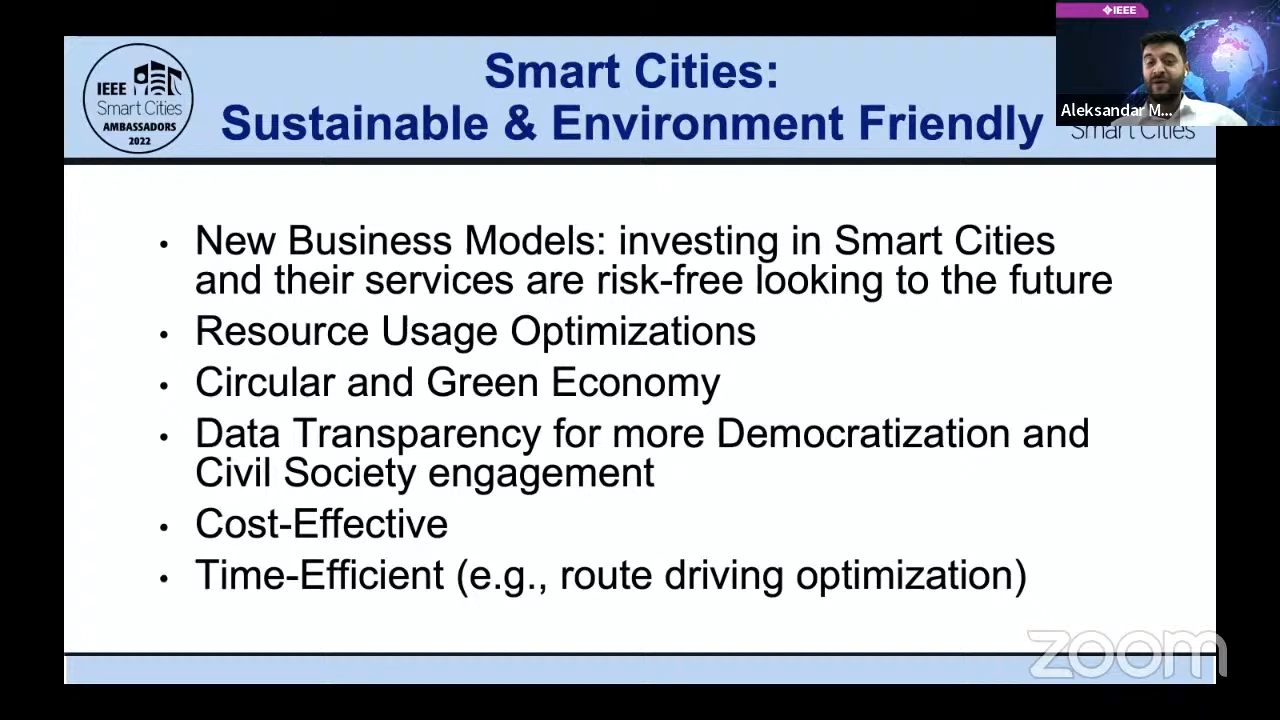 IEEE
Smart Cities
AMBASSADORS
2022
Smart Cities:
Sustainable & Environment Friendly
IEEE
Aleksandar M...
Smart Cities
• New Business Models: investing in Smart Cities
and their services are risk-free looking to the future
• Resource Usage Optimizations
• Circular and Green Economy
• Data Transparency for more Democratization and
Civil Society engagement
• Cost-Effective
• Time-Efficient (e.g., route driving optimization)
zoom